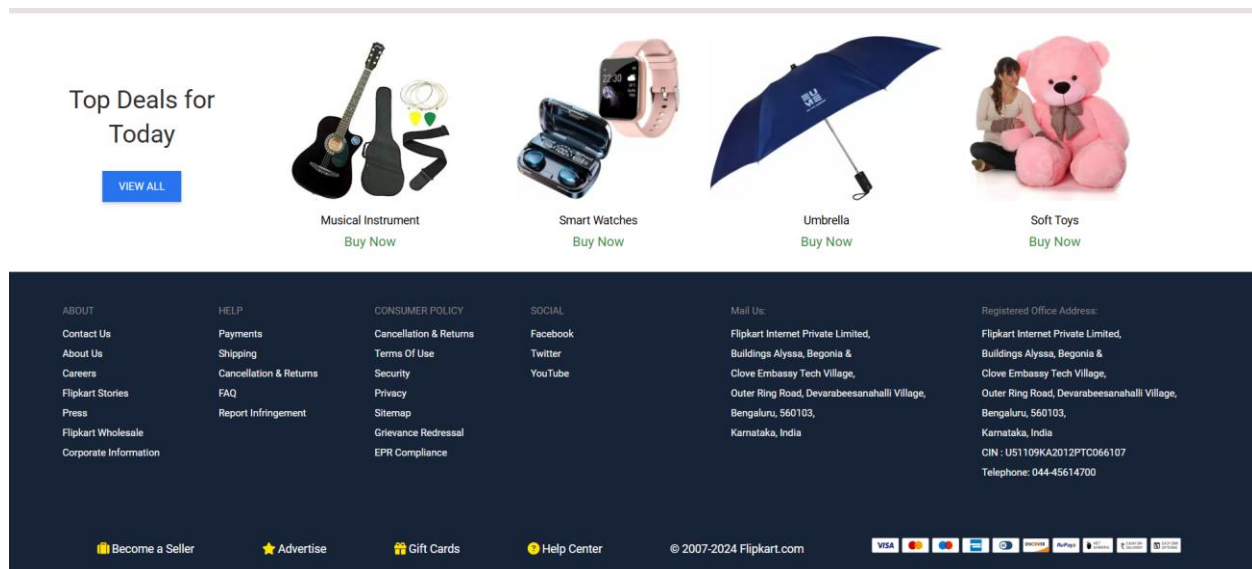 Top Deals for
Today
VIEW ALL
22:30
Musical Instrument
Buy Now
Smart Watches
Buy Now
Umbrella
Buy Now
Soft Toys
Buy Now
ABOUT
Contact Us
About Us
Careers
Flipkart Stories
Press
Flipkart Wholesale
Corporate Information
HELP
Payments
Shipping
Cancellation & Returns
FAQ
Report Infringement
CONSUMER POLICY
Cancellation & Returns
Terms Of Use
Security
Privacy
Sitemap
Grievance Redressal
EPR Compliance
SOCIAL
Facebook
Twitter
YouTube
Mail Us:
Flipkart Internet Private Limited,
Buildings Alyssa, Begonia &
Clove Embassy Tech Village,
Outer Ring Road, Devarabeesanahalli Village,
Bengaluru, 560103,
Karnataka, India
Registered Office Address:
Flipkart Internet Private Limited,
Buildings Alyssa, Begonia &
Clove Embassy Tech Village,
Outer Ring Road, Devarabeesanahalli Village,
Bengaluru, 560103,
Karnataka, India
CIN : U51109KA2012PTC066107
Telephone: 044-45614700
Become a Seller
Advertise
Gift Cards
? Help Center
© 2007-2024 Flipkart.com
VISA
DISCOVER
RuPay